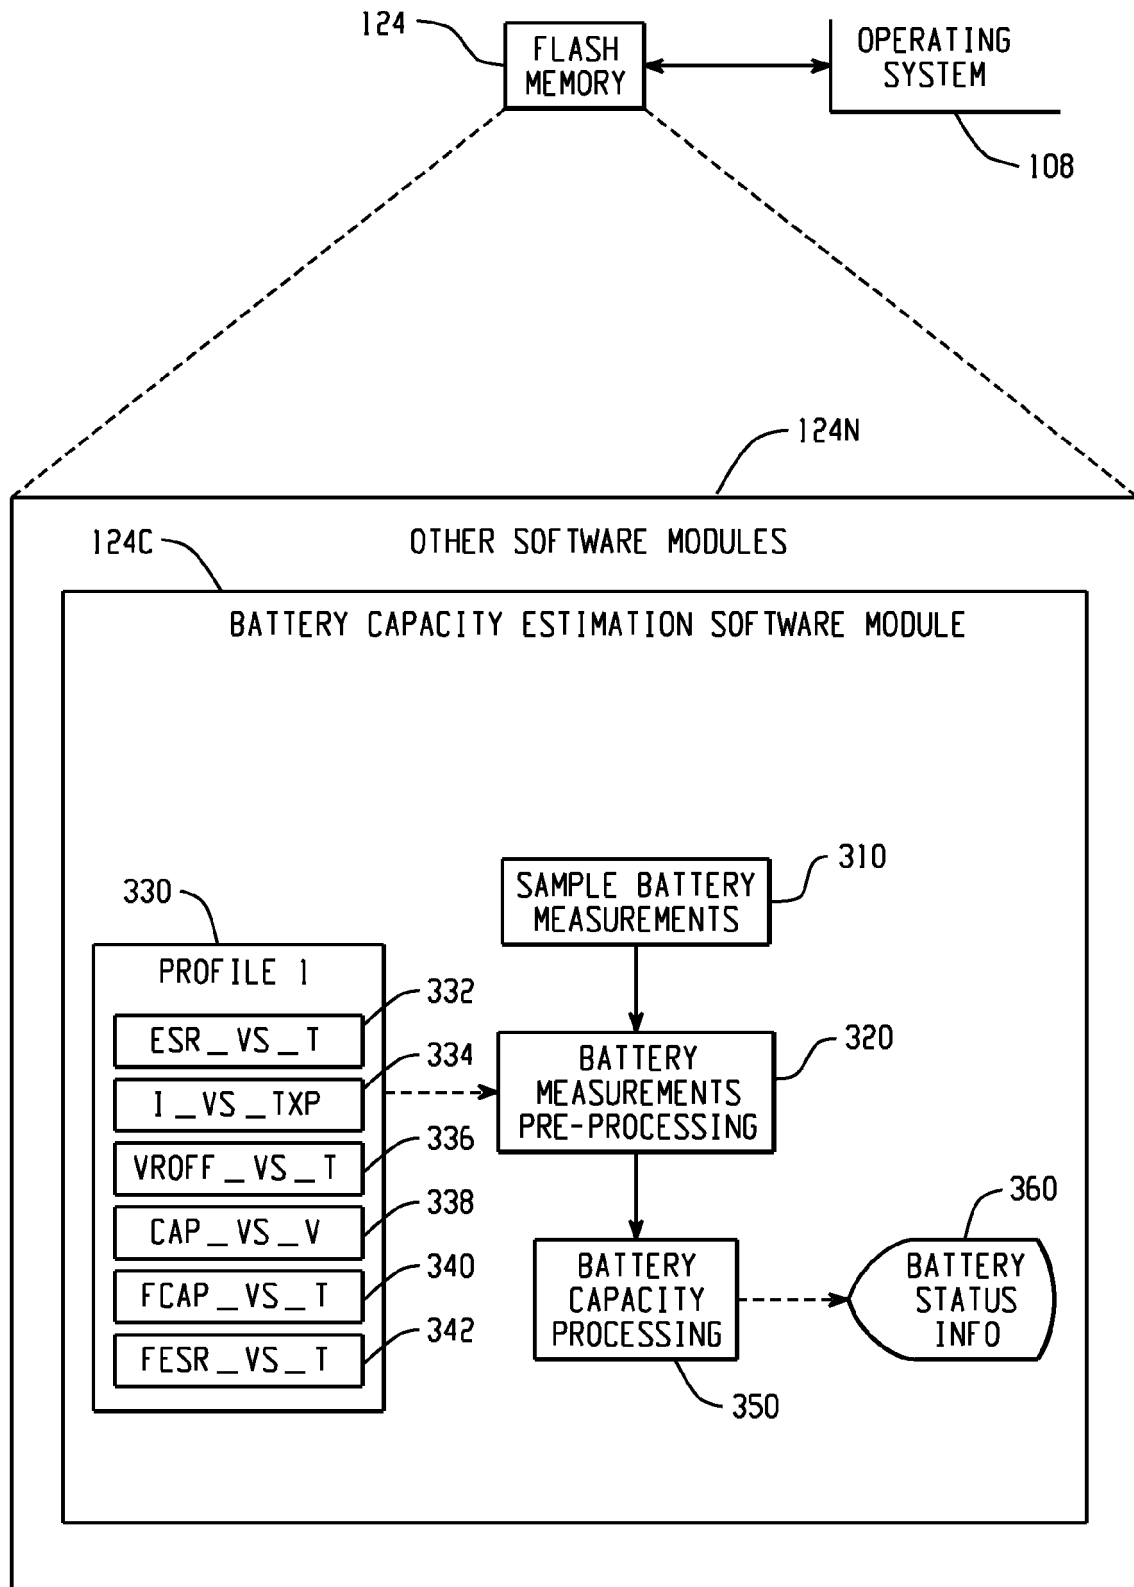 124
FLASH
MEMORY
OPERATING
SYSTEM
108
124N
124C
OTHER SOFTWARE MODULES
BATTERY CAPACITY ESTIMATION SOFTWARE MODULE
310
SAMPLE BATTERY
MEASUREMENTS
330
PROFILE 1
332
ESR_VS_T
334
I_VS_TXP
336
VROFF_VS_T
338
CAP_VS_V
340
FCAP_VS_T
342
FESR_VS_T
320
BATTERY
MEASUREMENTS
PRE-PROCESSING
BATTERY
CAPACITY
PROCESSING
350
360
BATTERY
STATUS
INFO